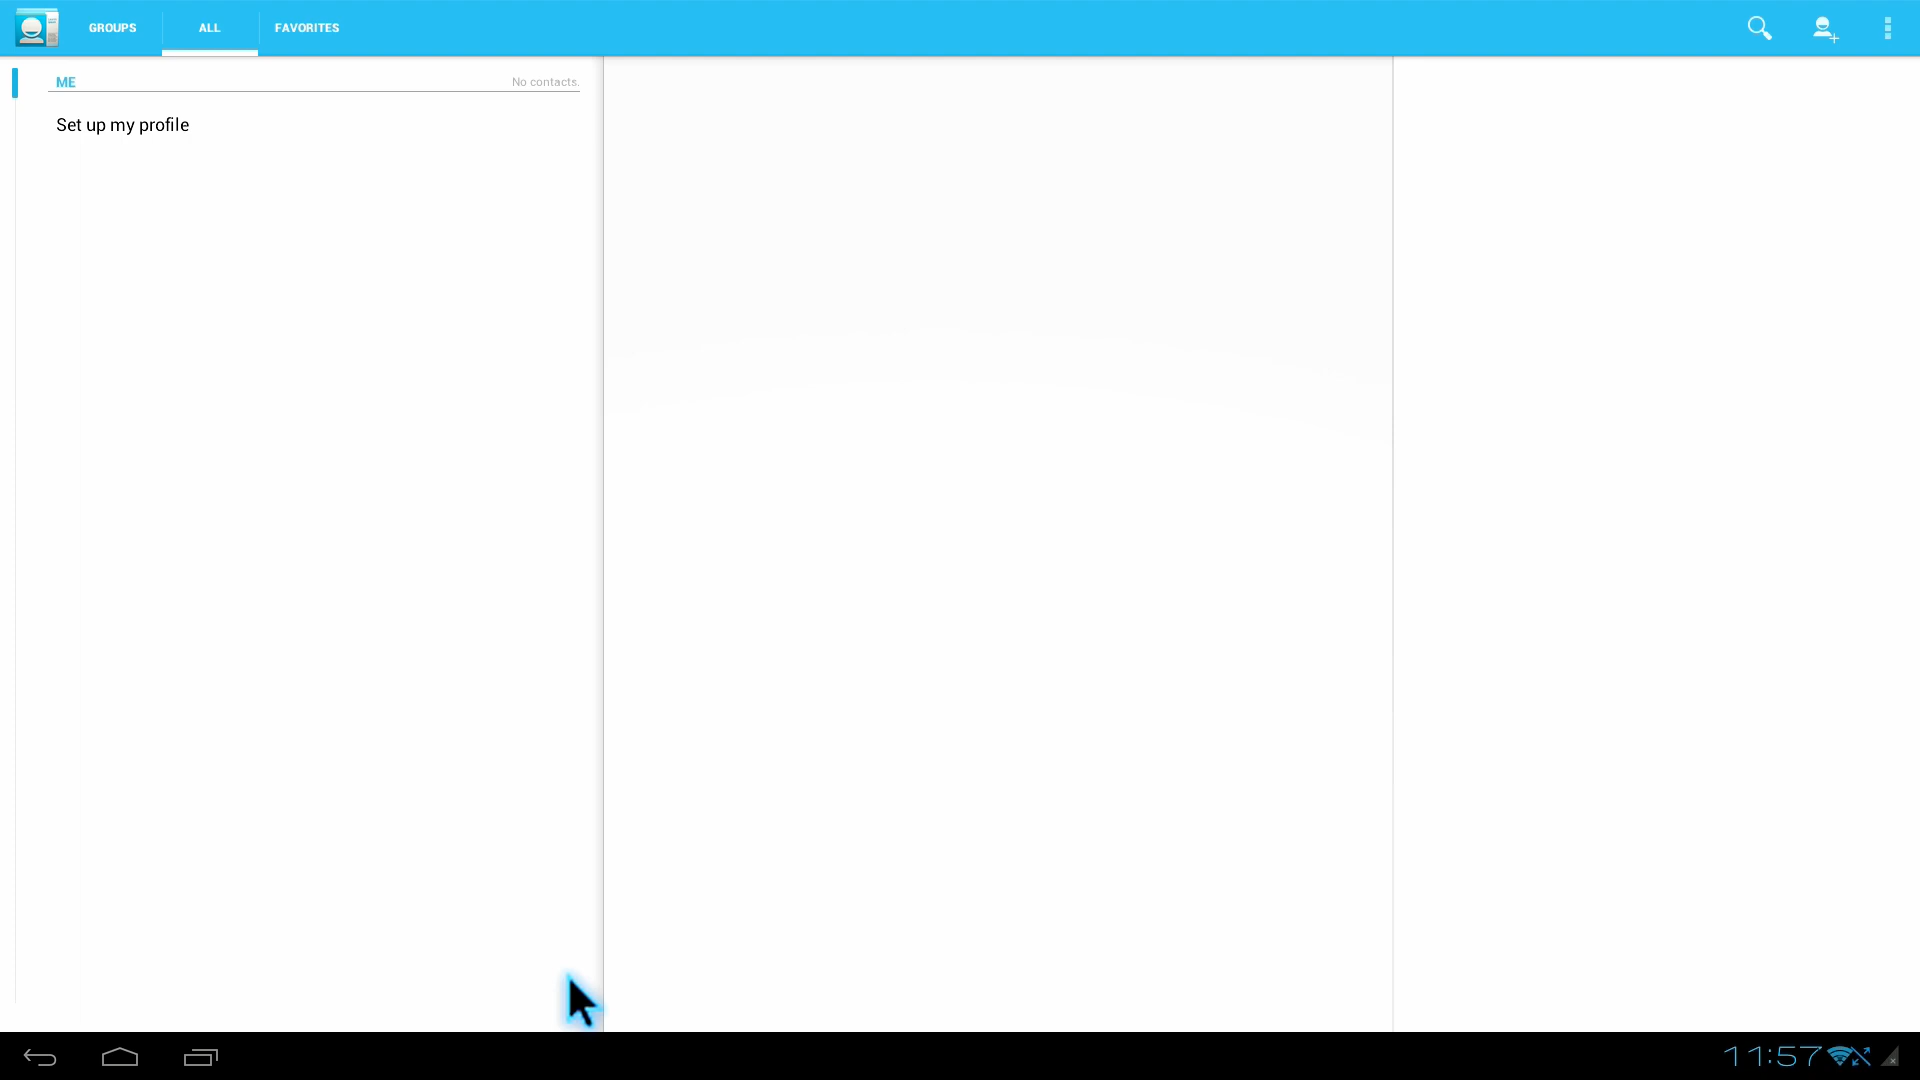 GROUPS
ALL
FAVORITES
ME
No contacts.
Set up my profile
11:57